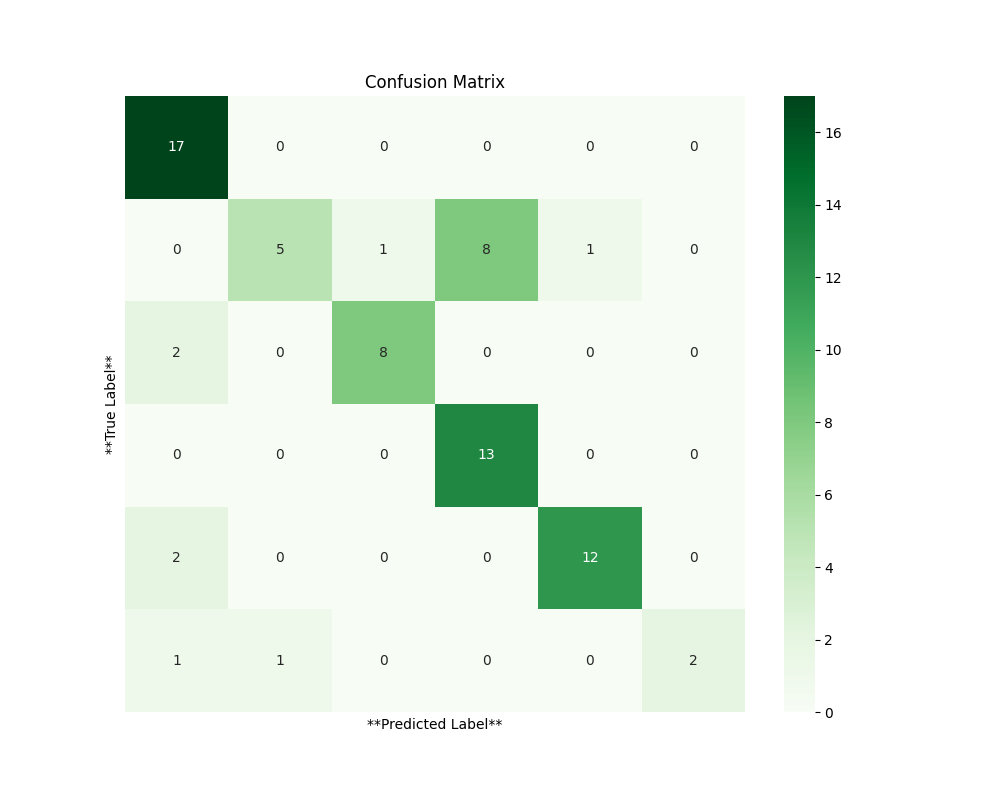 Confusion Matrix
17 0 0 0 0 0
0 5 1 8 1 0
2 0 8 0 0 0
0 0 0 13 0 0
2 0 0 0 12 0
1 1 0 0 0 2
**True Label**
**Predicted Label**
16
14
12
10
8
6
4
2
0